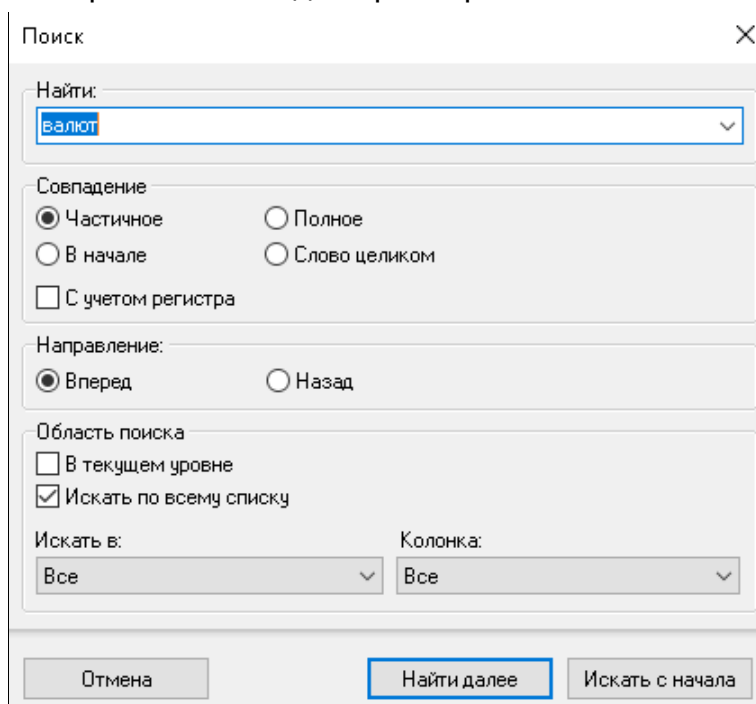 Поиск
Найти:
валют
Совпадение
Частичное Полное
В начале Слово целиком
С учетом регистра
Направление:
Вперед Назад
Область поиска
В текущем уровне
Искать по всему списку
Искать в: Колонка:
Все Все
Отмена Найти далее Искать с начала